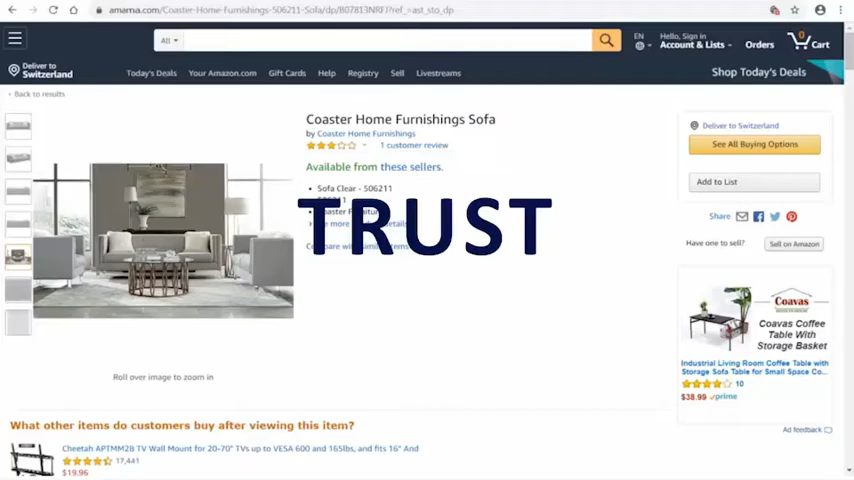 amarna.com/Coaster-Home-Furnishings-506211-Sofa/dp/B07813NRFJ?ref_=ast_sto_dp
All
EN
Hello, Sign in
Account & Lists
Orders
0
Cart
Deliver to
Switzerland
Today's Deals
Your Amazon.com
Gift Cards
Help
Registry
Sell
Livestreams
Shop Today's Deals
‹ Back to results
Coaster Home Furnishings Sofa
by Coaster Home Furnishings
1 customer review
Available from these sellers.
Sofa Clear - 506211
TRUST
Roll over image to zoom in
Deliver to Switzerland
See All Buying Options
Add to List
Share
Have one to sell?
Sell on Amazon
Coavas
Coavas Coffee
Table With
Storage Basket
Industrial Living Room Coffee Table with
Storage Sofa Table for Small Space Co...
10
$38.99 prime
Ad feedback
What other items do customers buy after viewing this item?
Cheetah APTMM2B TV Wall Mount for 20-70" TVs up to VESA 600 and 165lbs, and fits 16" And
17,441
$19.96